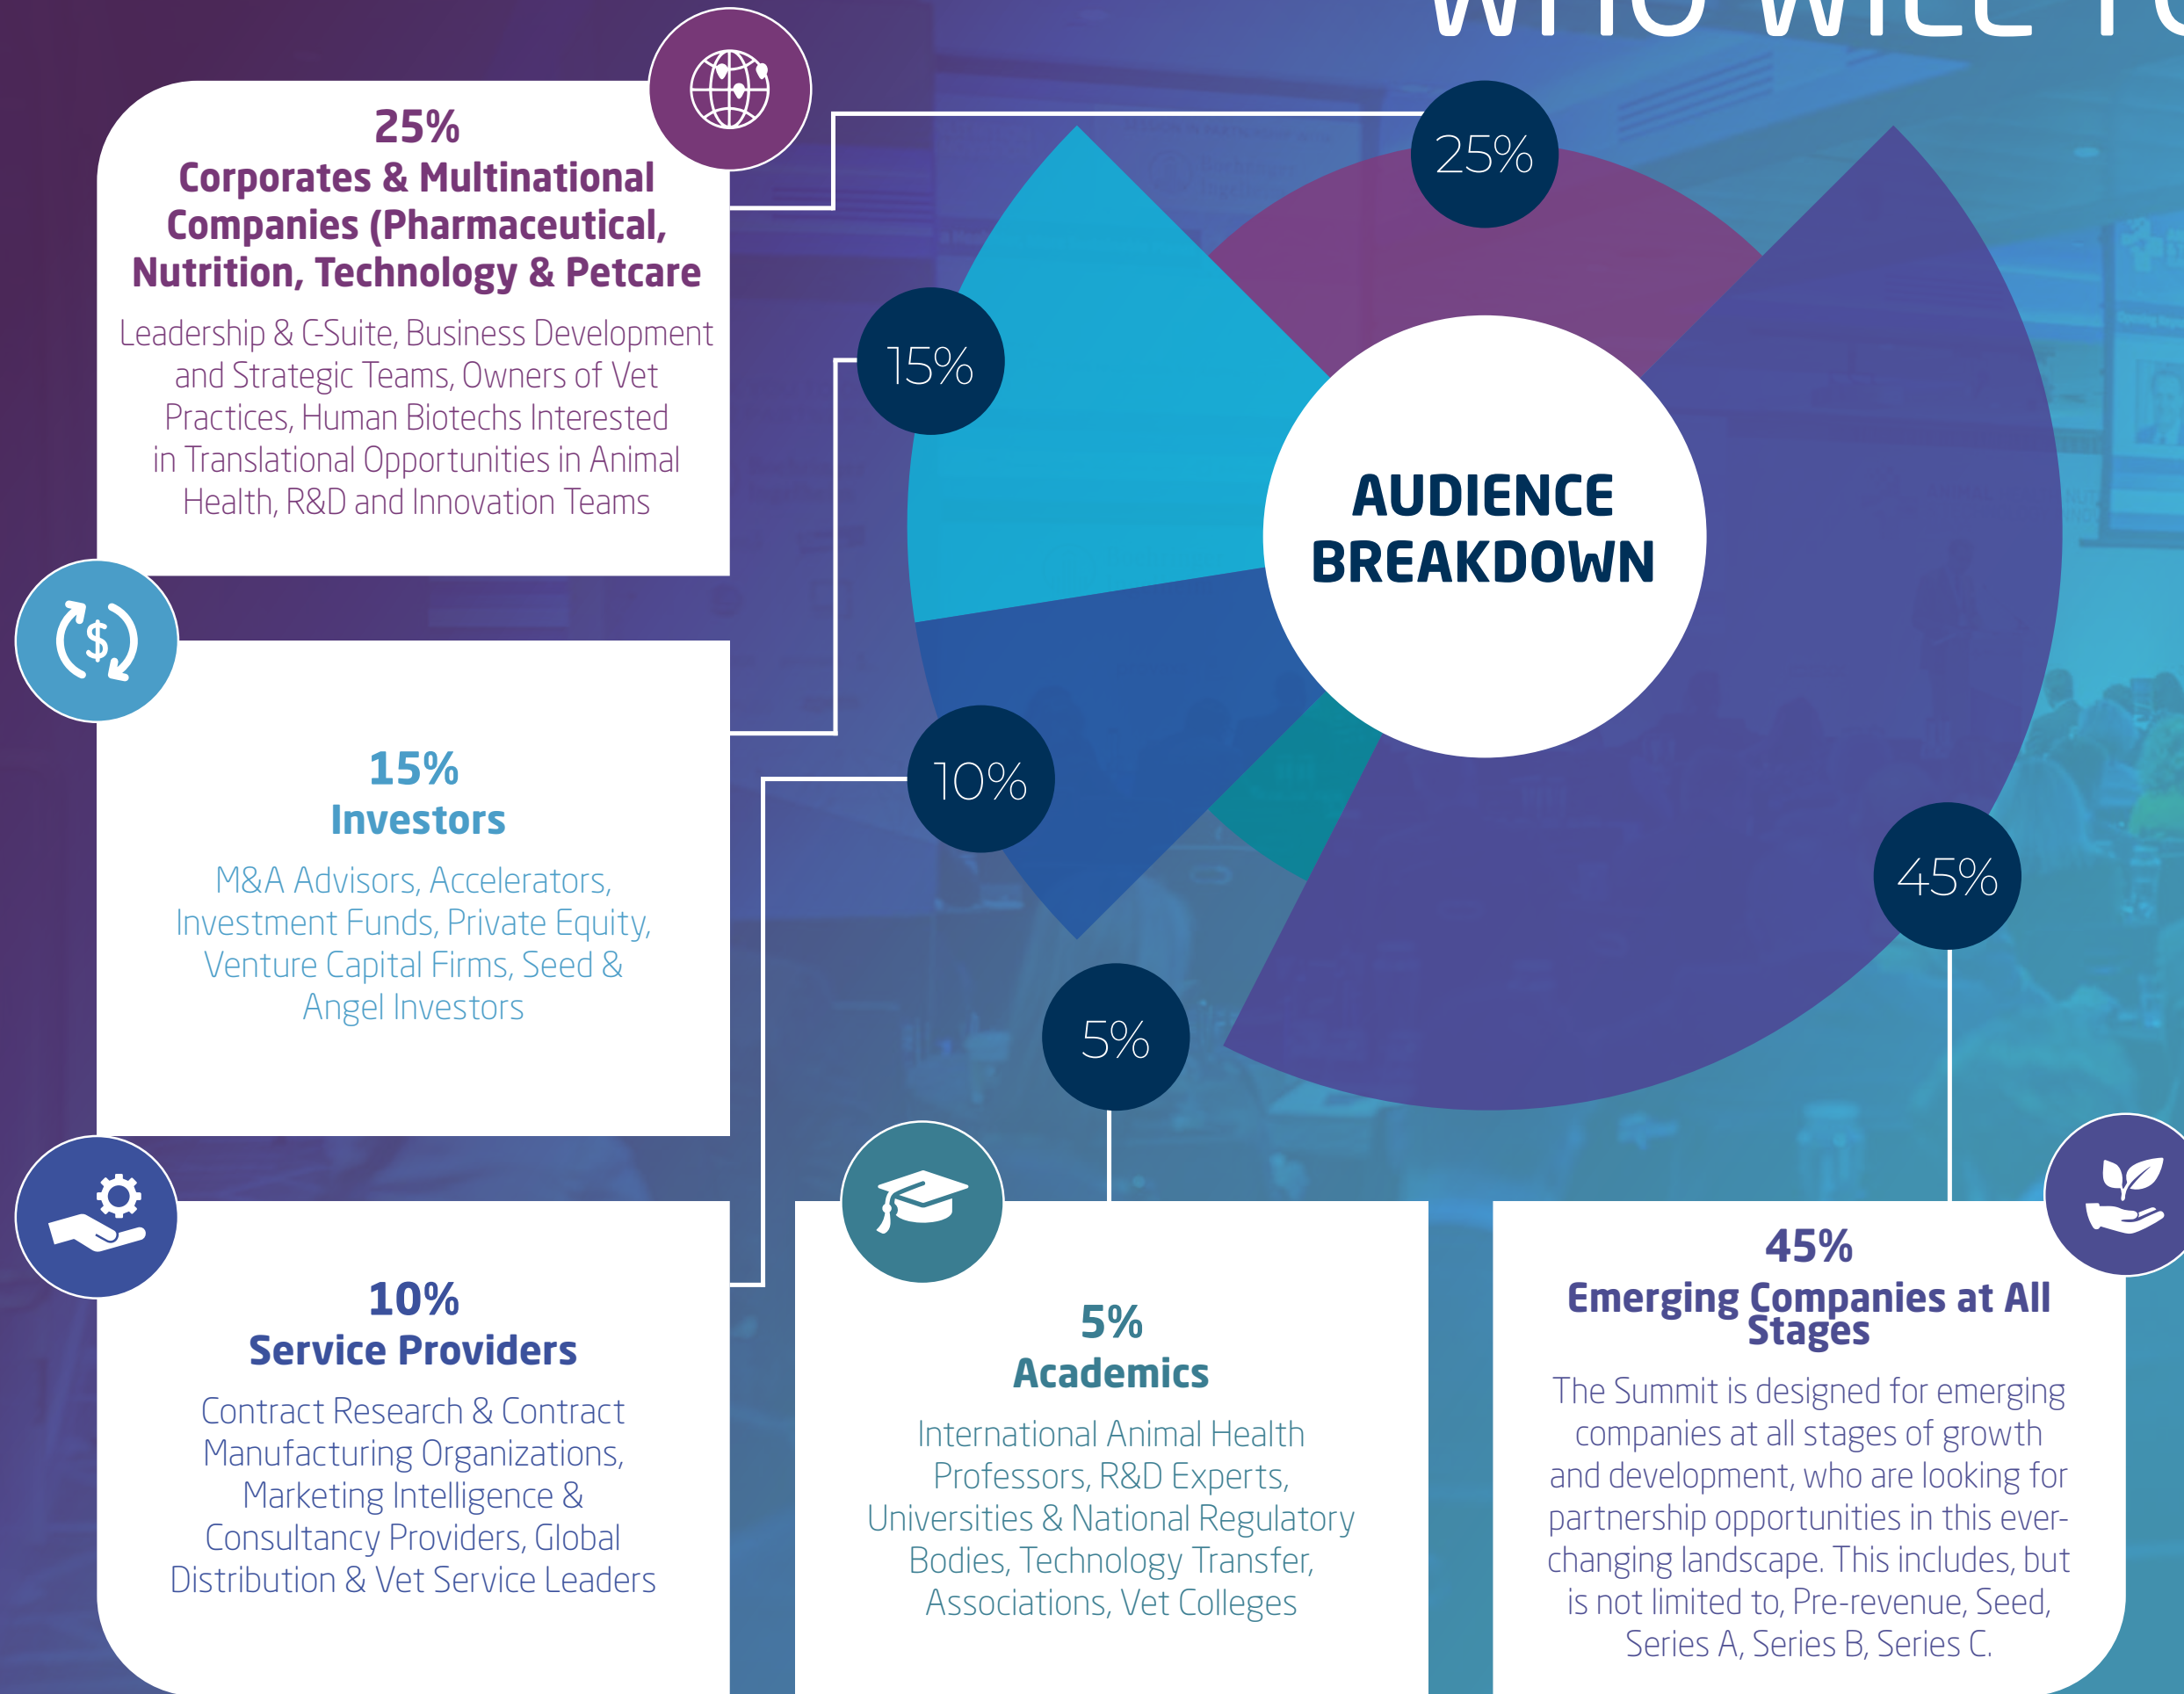 WHO WILL
25%
Corporates & Multinational
Companies (Pharmaceutical,
Nutrition, Technology & Petcare
Leadership & C-Suite, Business Development
and Strategic Teams, Owners of Vet
Practices, Human Biotechs Interested
in Translational Opportunities in Animal
Health, R&D and Innovation Teams
15%
Investors
M&A Advisors, Accelerators,
Investment Funds, Private Equity,
Venture Capital Firms, Seed &
Angel Investors
10%
Service Providers
Contract Research & Contract
Manufacturing Organizations,
Marketing Intelligence &
Consultancy Providers, Global
Distribution & Vet Service Leaders
25%
15%
10%
5%
45%
AUDIENCE
BREAKDOWN
5%
Academics
International Animal Health
Professors, R&D Experts,
Universities & National Regulatory
Bodies, Technology Transfer,
Associations, Vet Colleges
45%
Emerging Companies at All
Stages
The Summit is designed for emerging
companies at all stages of growth
and development, who are looking for
partnership opportunities in this ever-
changing landscape. This includes, but
is not limited to, Pre-revenue, Seed,
Series A, Series B, Series C.